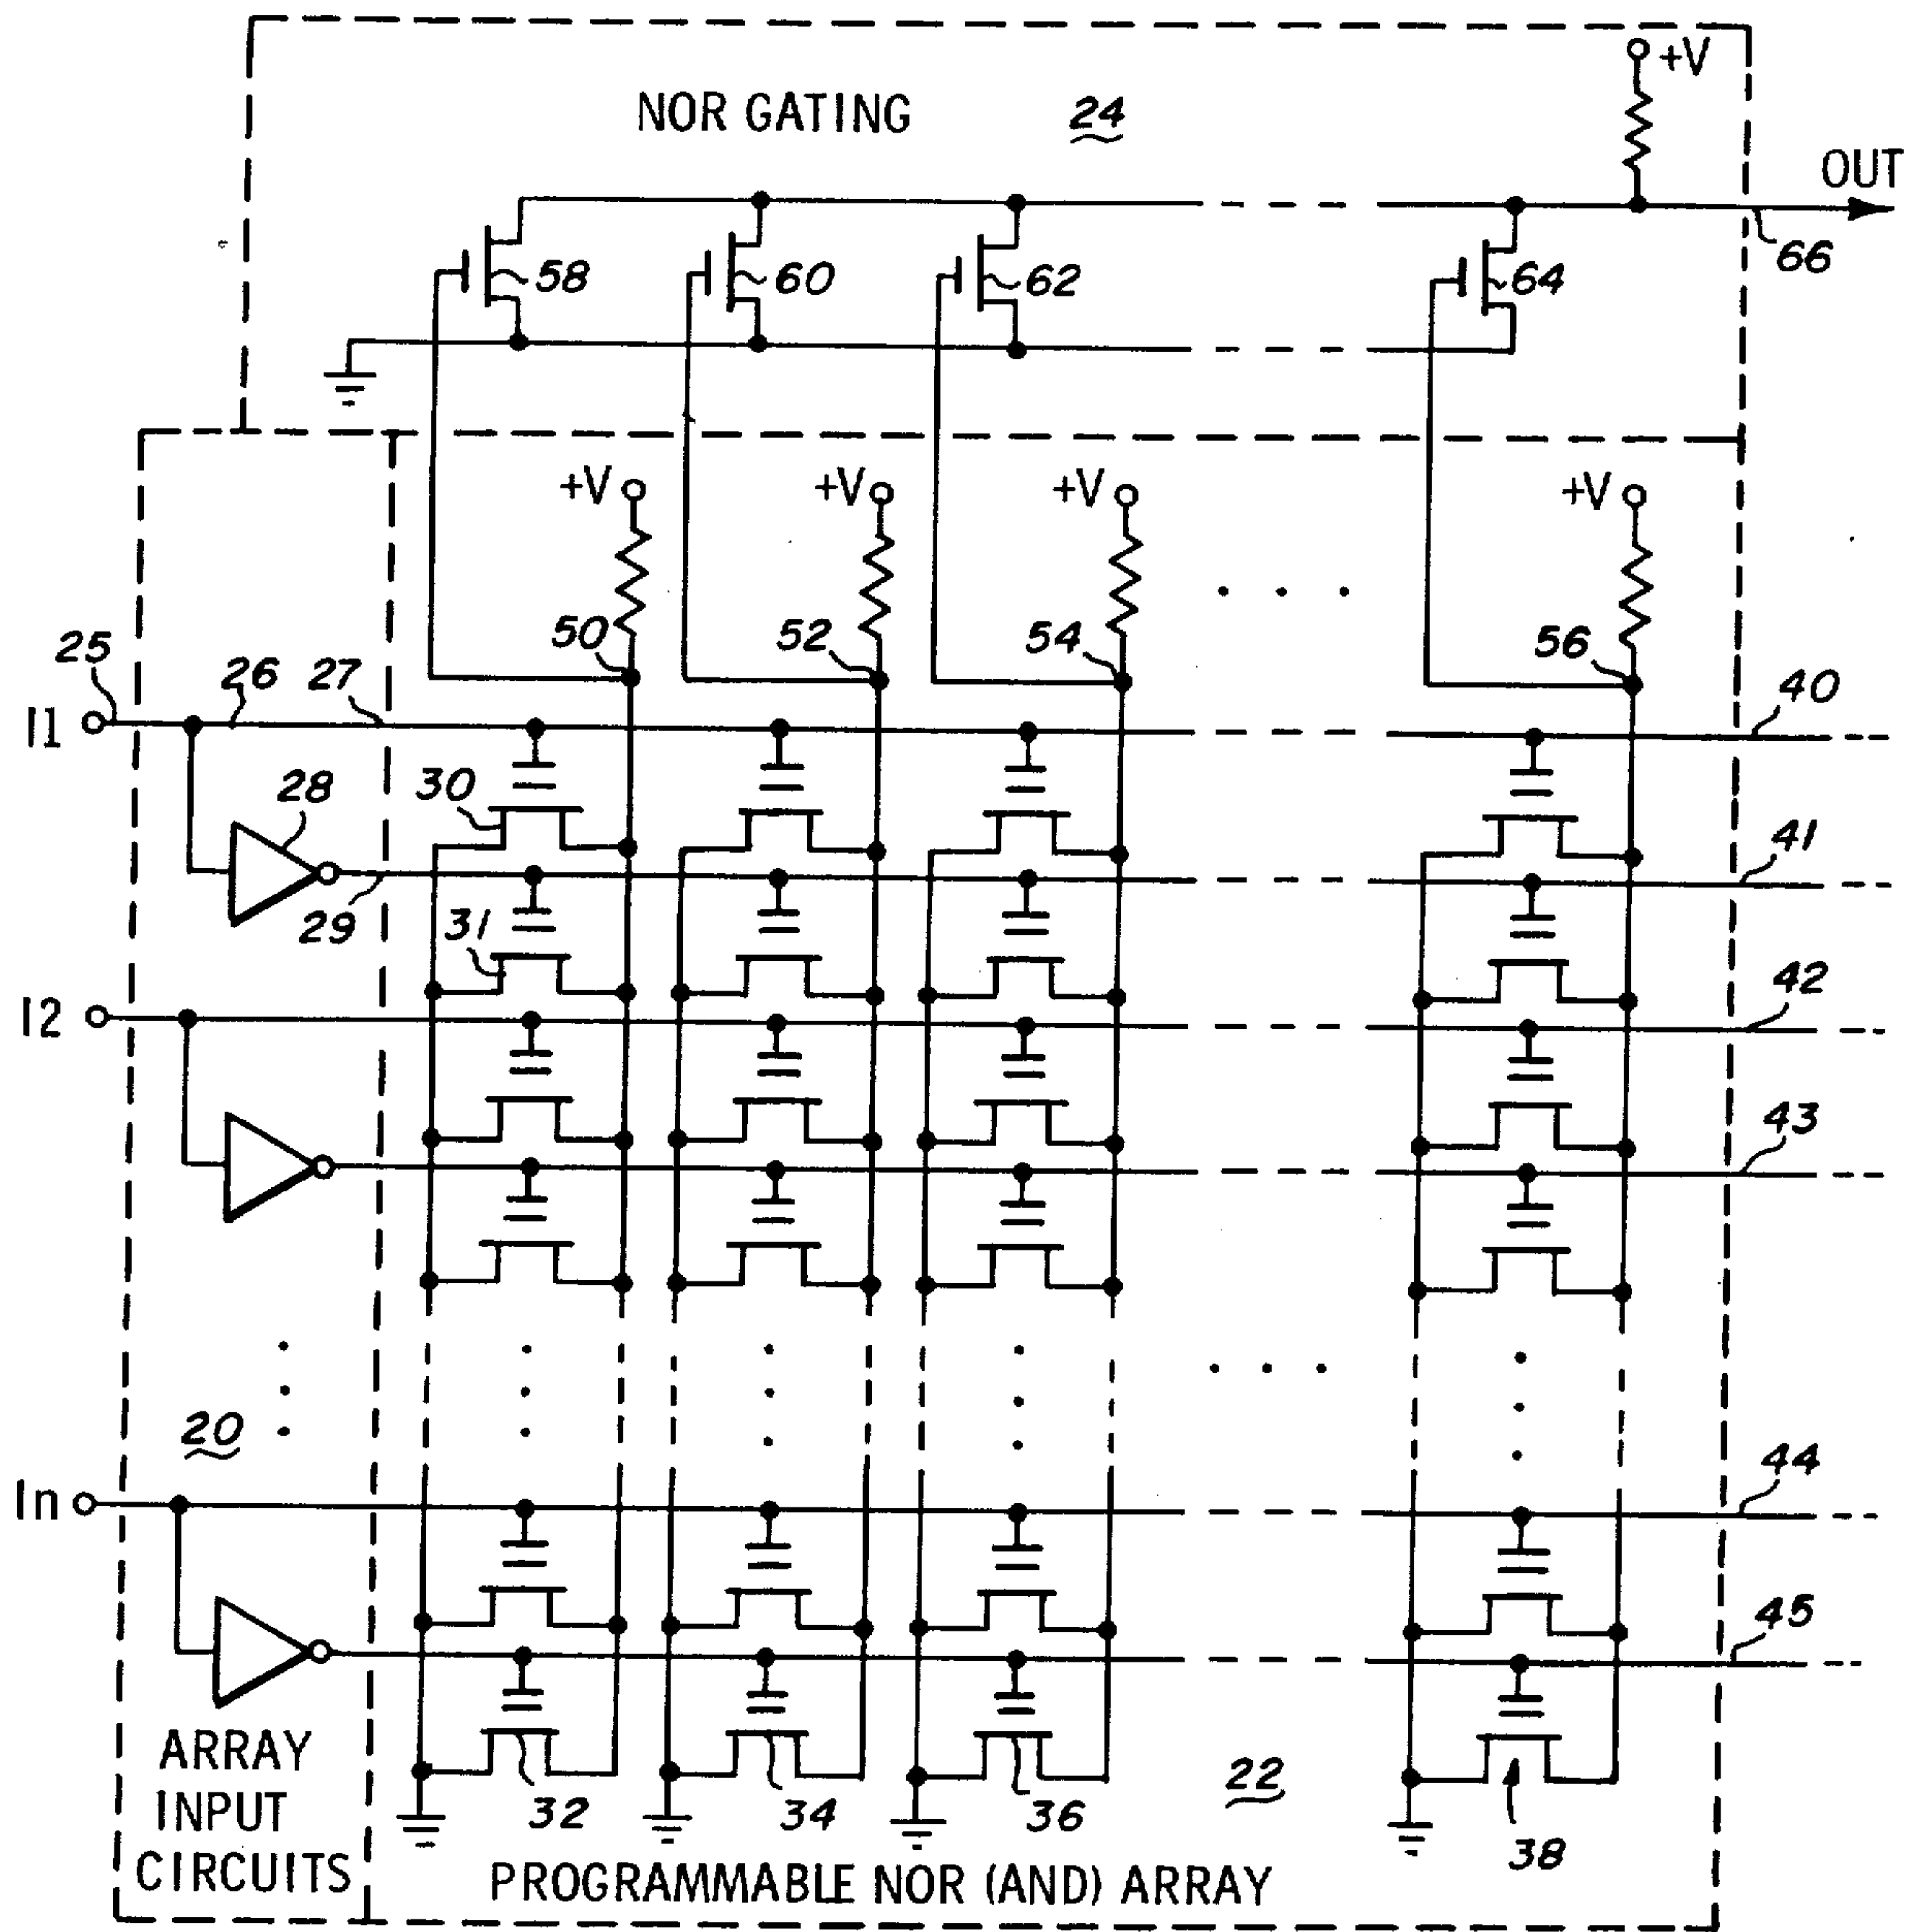 +V
NOR GATING 24
OUT
58 60 62 64 66
+V +V +V +V
50 52 54 56
25 26 27 40
I1
28 30
41
29 31
I2 42
43
20
In 44
45
ARRAY
INPUT
CIRCUITS
32 34 36 22 38
PROGRAMMABLE NOR (AND) ARRAY